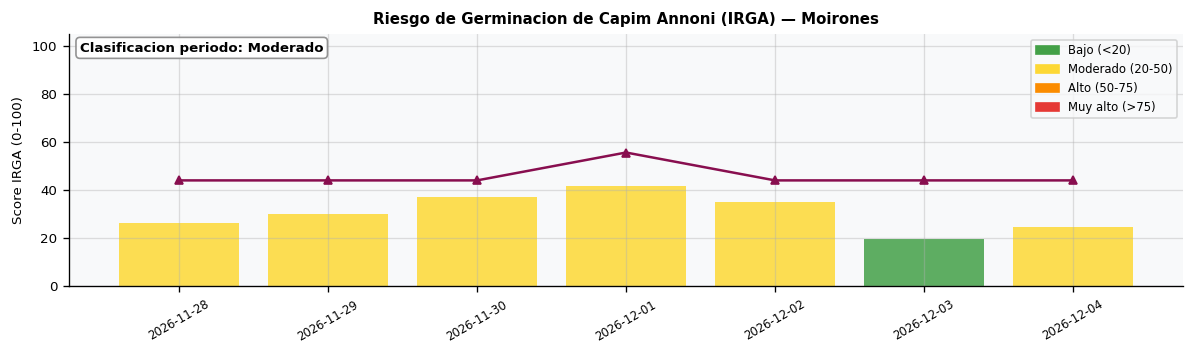 Riesgo de Germinacion de Capim Annoni (IRGA) — Moirones
Clasificacion periodo: Moderado
Bajo (<20)
Moderado (20-50)
Alto (50-75)
Muy alto (>75)
Score IRGA (0-100)
100
80
60
40
20
0
2026-11-28
2026-11-29
2026-11-30
2026-12-01
2026-12-02
2026-12-03
2026-12-04